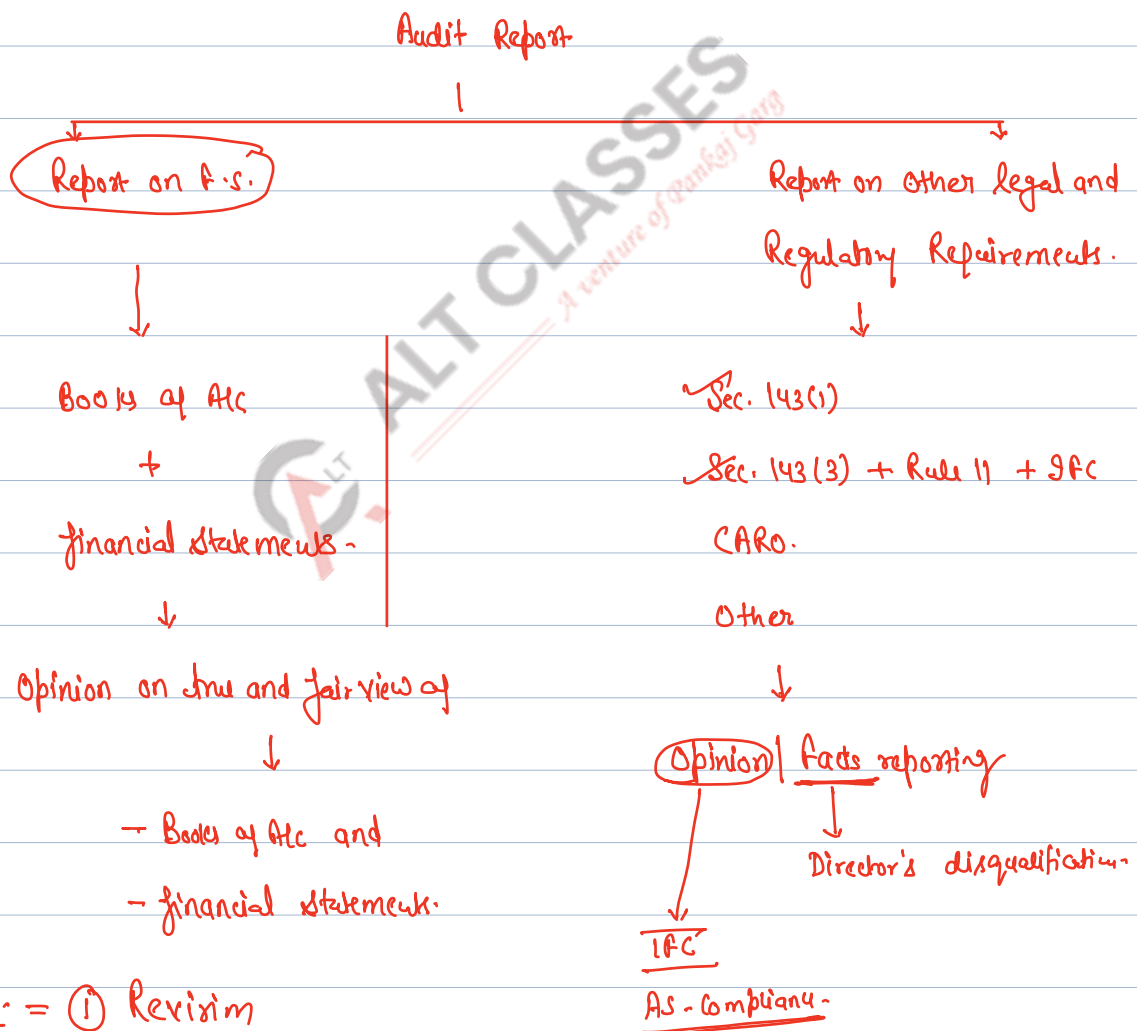 Audit Report
Report on F.S.
Report on other legal and
Regulatory Requirements.
Books of A/c
+
financial statements-
Opinion on true and fair view of
- Books of A/c and
- financial statements.
Sec. 143(1)
Sec. 143(3) + Rule 11 + IFC
CARO.
Other
Opinion | facts reporting
Director's disqualification-
IFC
AS-Compliance-
= ① Revision
ALT CLASSES
A venture of Pankaj Garg
ALT